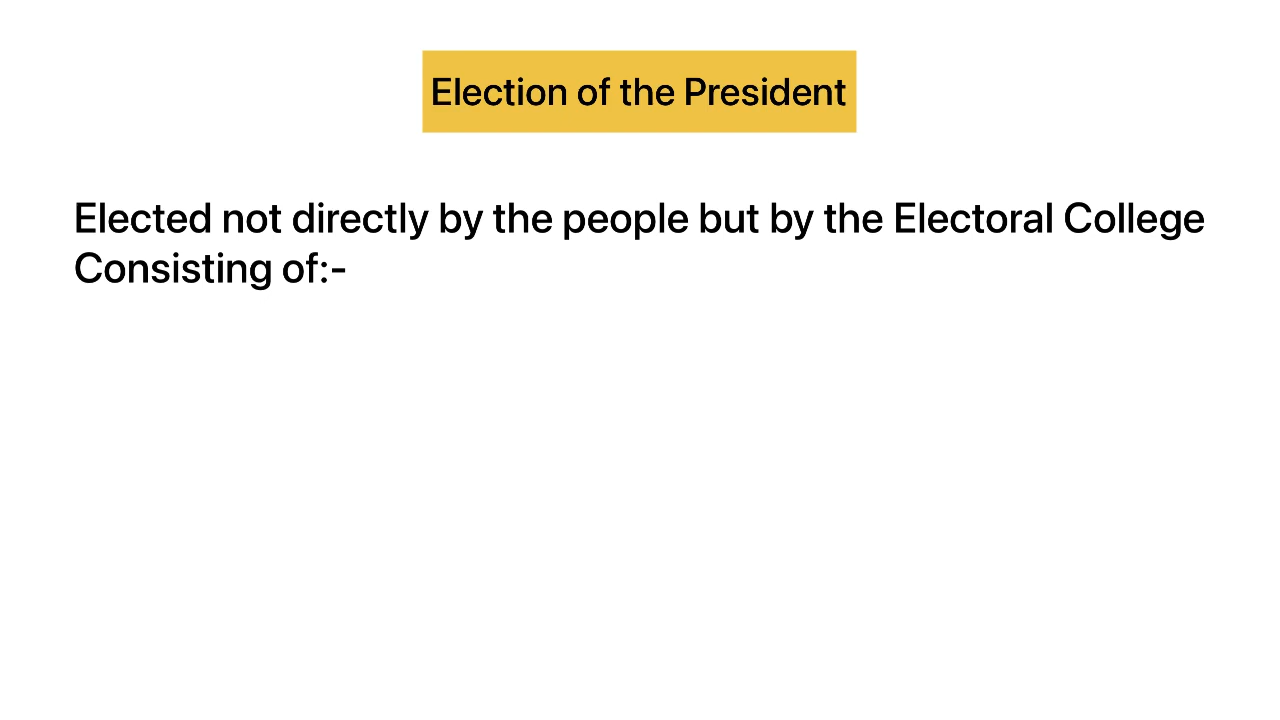 Election of the President
Elected not directly by the people but by the Electoral College
Consisting of:-